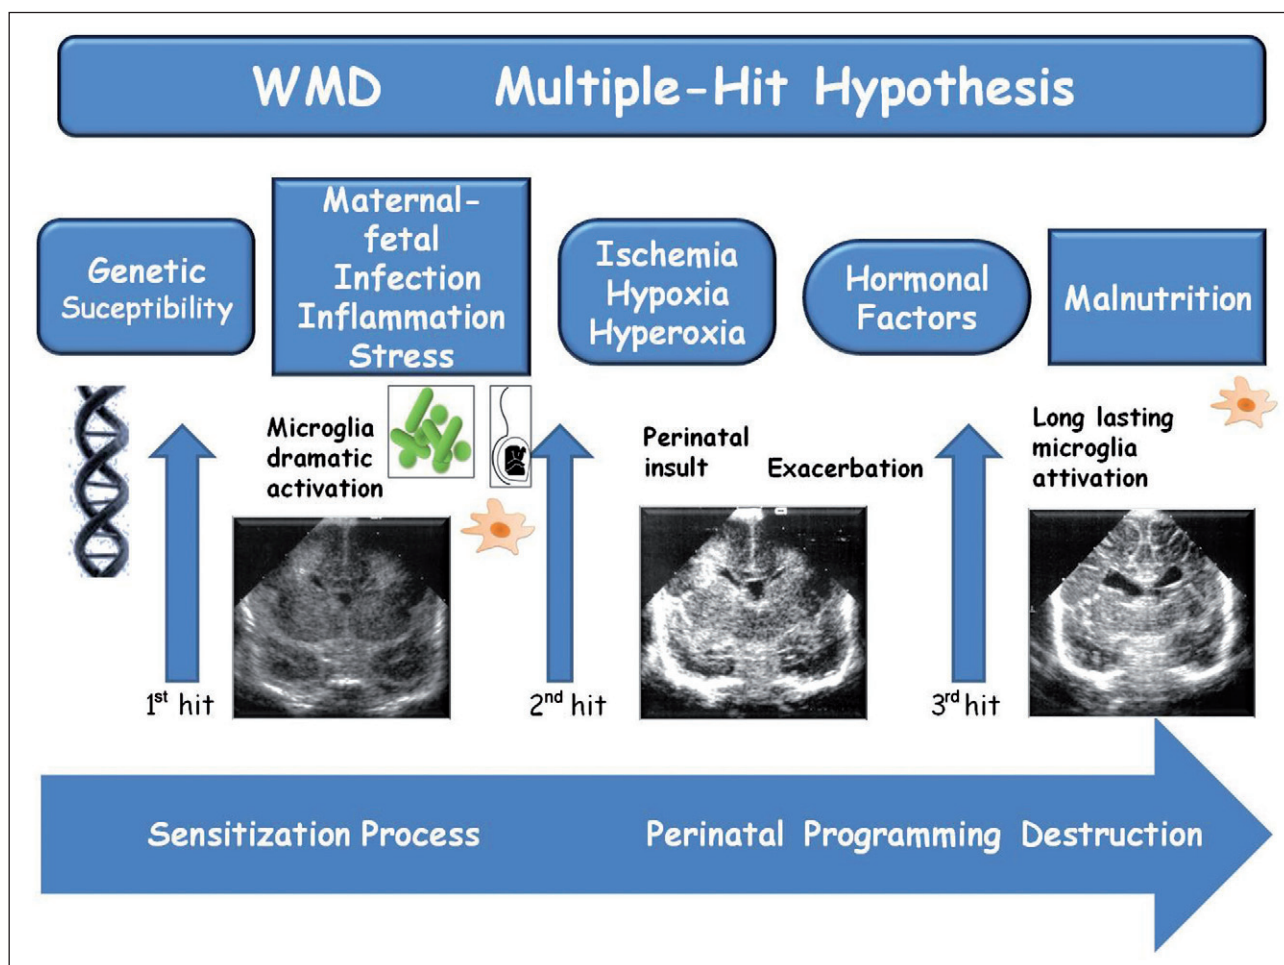 WMD Multiple-Hit Hypothesis
Genetic
Suceptibility
Maternal-
fetal
Infection
Inflammation
Stress
Ischemia
Hypoxia
Hyperoxia
Hormonal
Factors
Malnutrition
Microglia
dramatic
activation
Perinatal
insult
Exacerbation
Long lasting
microglia
attivation
1st hit
2nd hit
3rd hit
Sensitization Process
Perinatal Programming Destruction